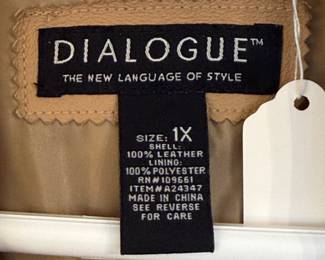 DIALOGUE™
THE NEW LANGUAGE OF STYLE
SIZE: 1X
SHELL:
100% LEATHER
LINING:
100% POLYESTER
RN#109661
ITEM#A24347
MADE IN CHINA
SEE REVERSE
FOR CARE